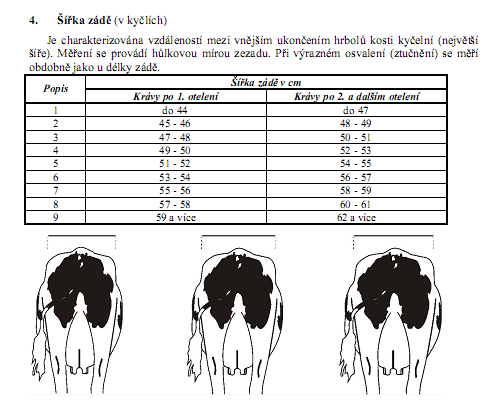 4. Šířka zádě (v kyčlích)
Je charakterizována vzdáleností mezi vnějším ukončením hrbolů kosti kyčelní (největší
šíře). Měření se provádí hůlkovou mírou zezadu. Při výrazném osvalení (ztučnění) se měří
obdobně jako u délky zádě.
Popis Šířka zádě v cm
Krávy po 1. otelení Krávy po 2. a dalším otelení
1 do 44 do 47
2 45 - 46 48 - 49
3 47 - 48 50 - 51
4 49 - 50 52 - 53
5 51 - 52 54 - 55
6 53 - 54 56 - 57
7 55 - 56 58 - 59
8 57 - 58 60 - 61
9 59 a více 62 a více